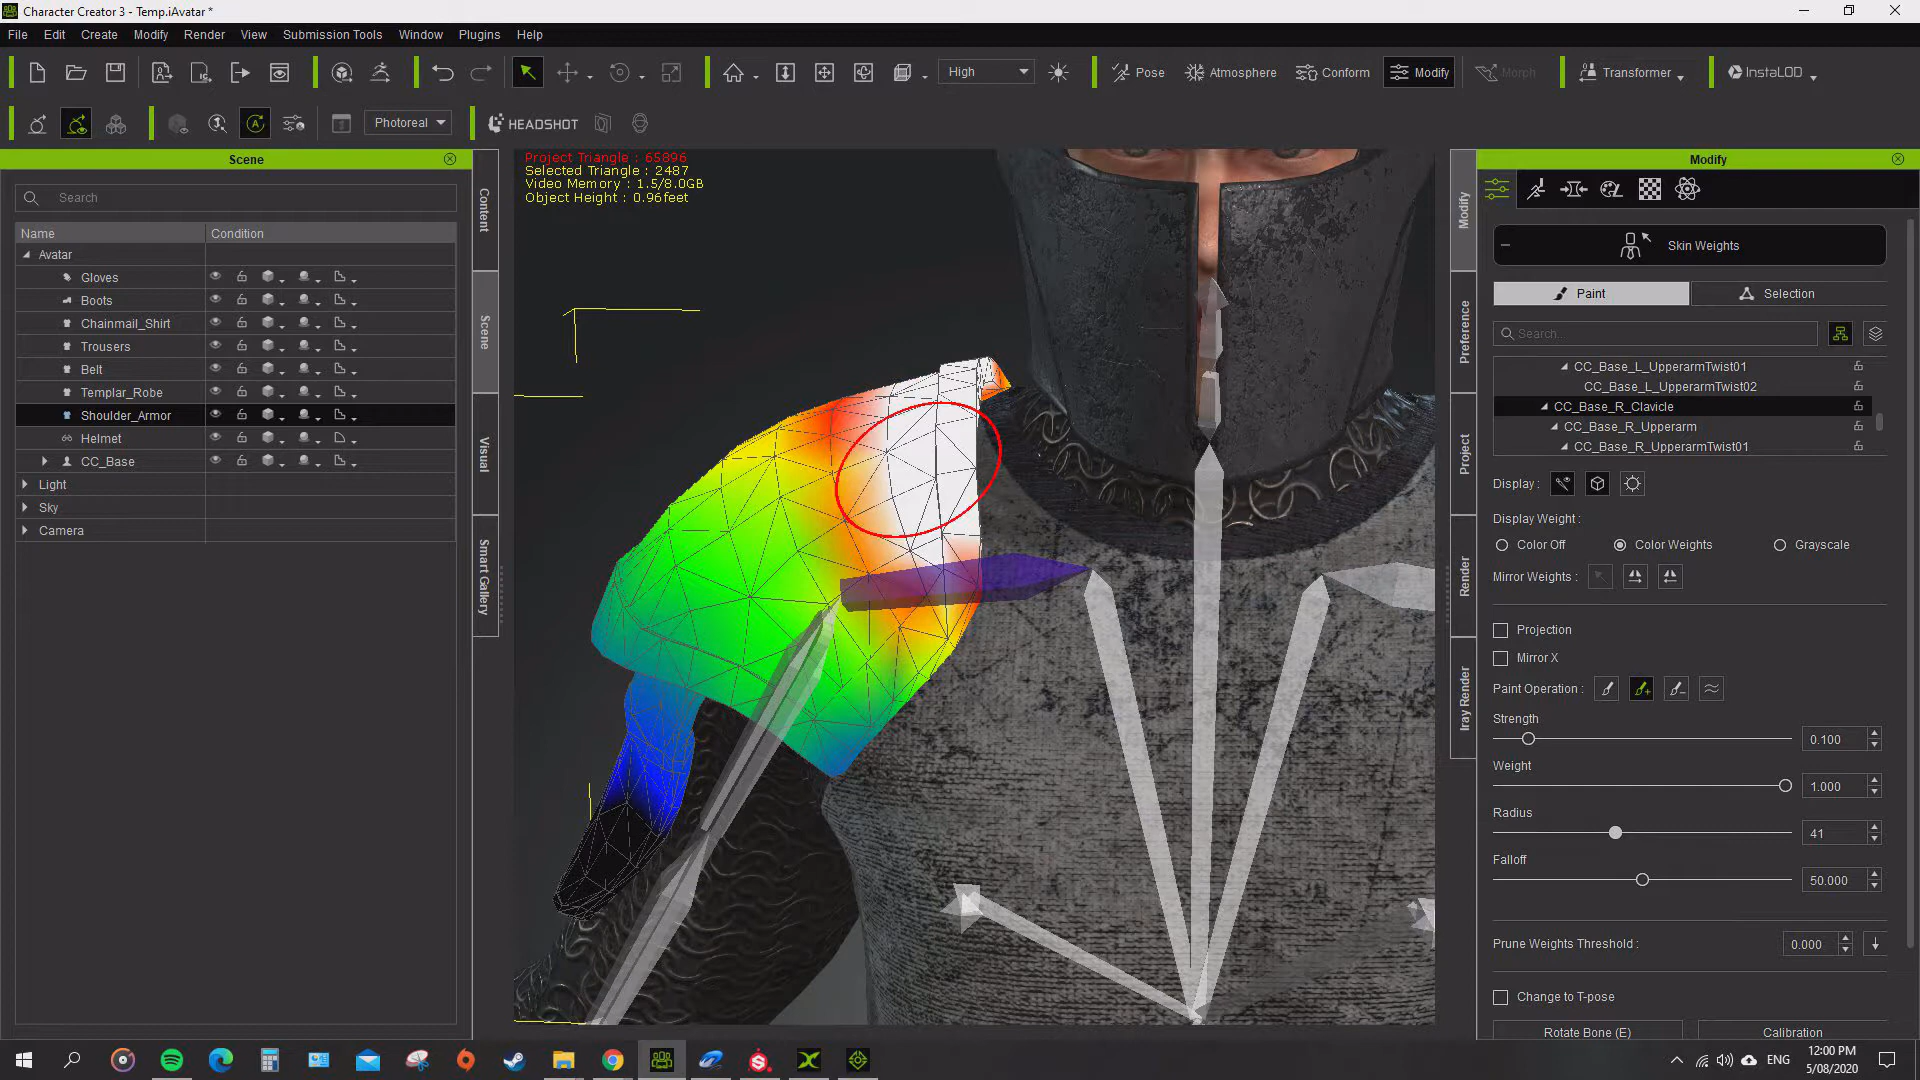 Character Creator 3 - Temp.iAvatar *
File Edit Create Modify Render View Submission Tools Window Plugins Help
High Pose Atmosphere Conform Modify Morph Transformer InstaLOD
Photoreal HEADSHOT
Scene
Search
Name Condition
Avatar
Gloves
Boots
Chainmail_Shirt
Trousers
Belt
Templar_Robe
Shoulder_Armor
Helmet
CC_Base
Light
Sky
Camera
Content
Scene
Visual
Smart Gallery
Project Triangle : 65896
Selected Triangle : 2487
Video Memory : 1.5/8.0GB
Object Height : 0.96feet
Modify
Preference
Project
Render
Iray Render
Modify
Skin Weights
Paint Selection
Search...
CC_Base_L_UpperarmTwist01
CC_Base_L_UpperarmTwist02
CC_Base_R_Clavicle
CC_Base_R_Upperarm
CC_Base_R_UpperarmTwist01
Display :
Display Weight :
Color Off Color Weights Grayscale
Mirror Weights :
Projection
Mirror X
Paint Operation :
Strength
0.100
Weight
1.000
Radius
41
Falloff
50.000
Prune Weights Threshold : 0.000
Change to T-pose
Rotate Bone (E) Calibration
ENG
12:00 PM
5/08/2020